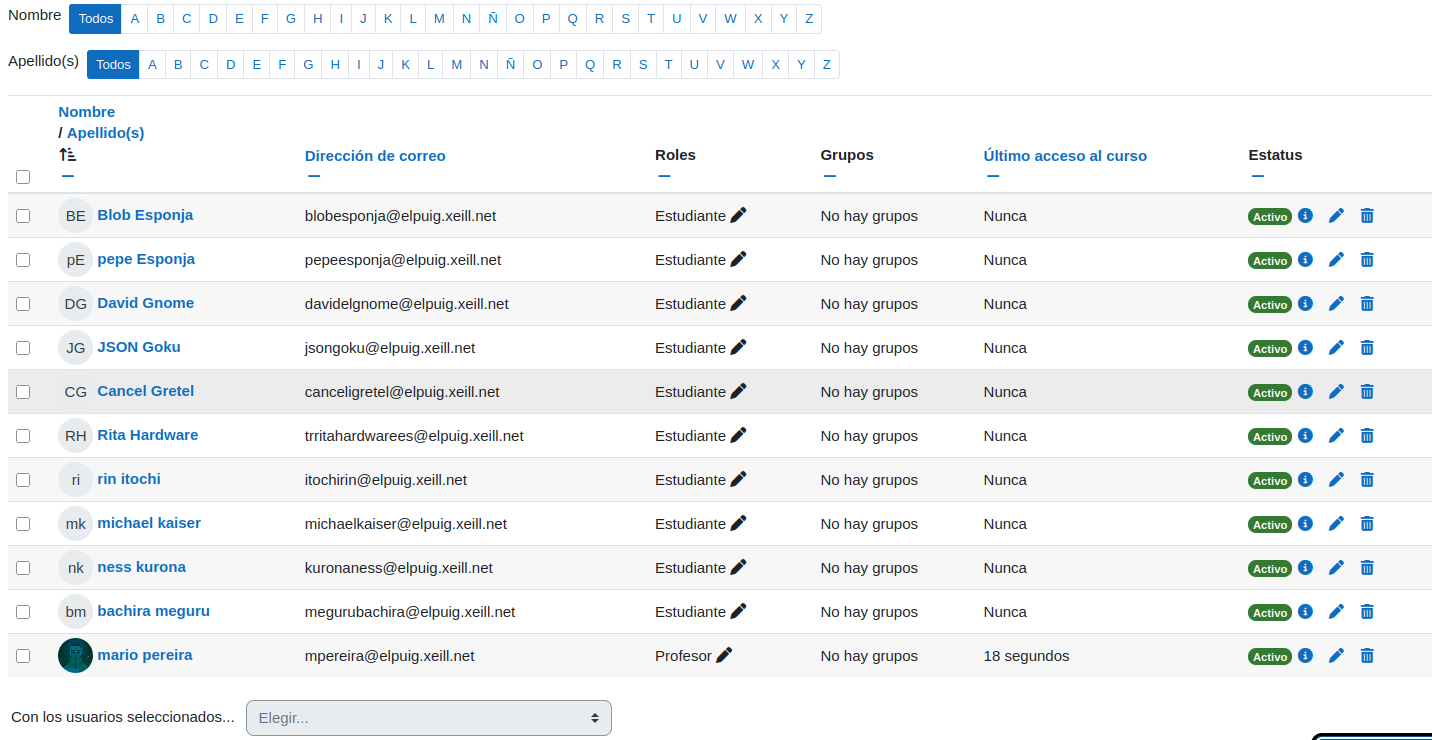 Nombre Todos A B C D E F G H I J K L M N Ñ O P Q R S T U V W X Y Z
Apellido(s) Todos A B C D E F G H I J K L M N Ñ O P Q R S T U V W X Y Z
Nombre
/ Apellido(s)
Dirección de correo Roles Grupos Último acceso al curso Estatus
BE Blob Esponja blobesponja@elpuig.xeill.net Estudiante No hay grupos Nunca Activo
pE pepe Esponja pepeesponja@elpuig.xeill.net Estudiante No hay grupos Nunca Activo
DG David Gnome davidelgnome@elpuig.xeill.net Estudiante No hay grupos Nunca Activo
JG JSON Goku jsongoku@elpuig.xeill.net Estudiante No hay grupos Nunca Activo
CG Cancel Gretel canceligretel@elpuig.xeill.net Estudiante No hay grupos Nunca Activo
RH Rita Hardware trritahardwarees@elpuig.xeill.net Estudiante No hay grupos Nunca Activo
ri rin itochi itochirin@elpuig.xeill.net Estudiante No hay grupos Nunca Activo
mk michael kaiser michaelkaiser@elpuig.xeill.net Estudiante No hay grupos Nunca Activo
nk ness kurona kuronaness@elpuig.xeill.net Estudiante No hay grupos Nunca Activo
bm bachira meguru megurubachira@elpuig.xeill.net Estudiante No hay grupos Nunca Activo
mario pereira mpereira@elpuig.xeill.net Profesor No hay grupos 18 segundos Activo
Con los usuarios seleccionados... Elegir...